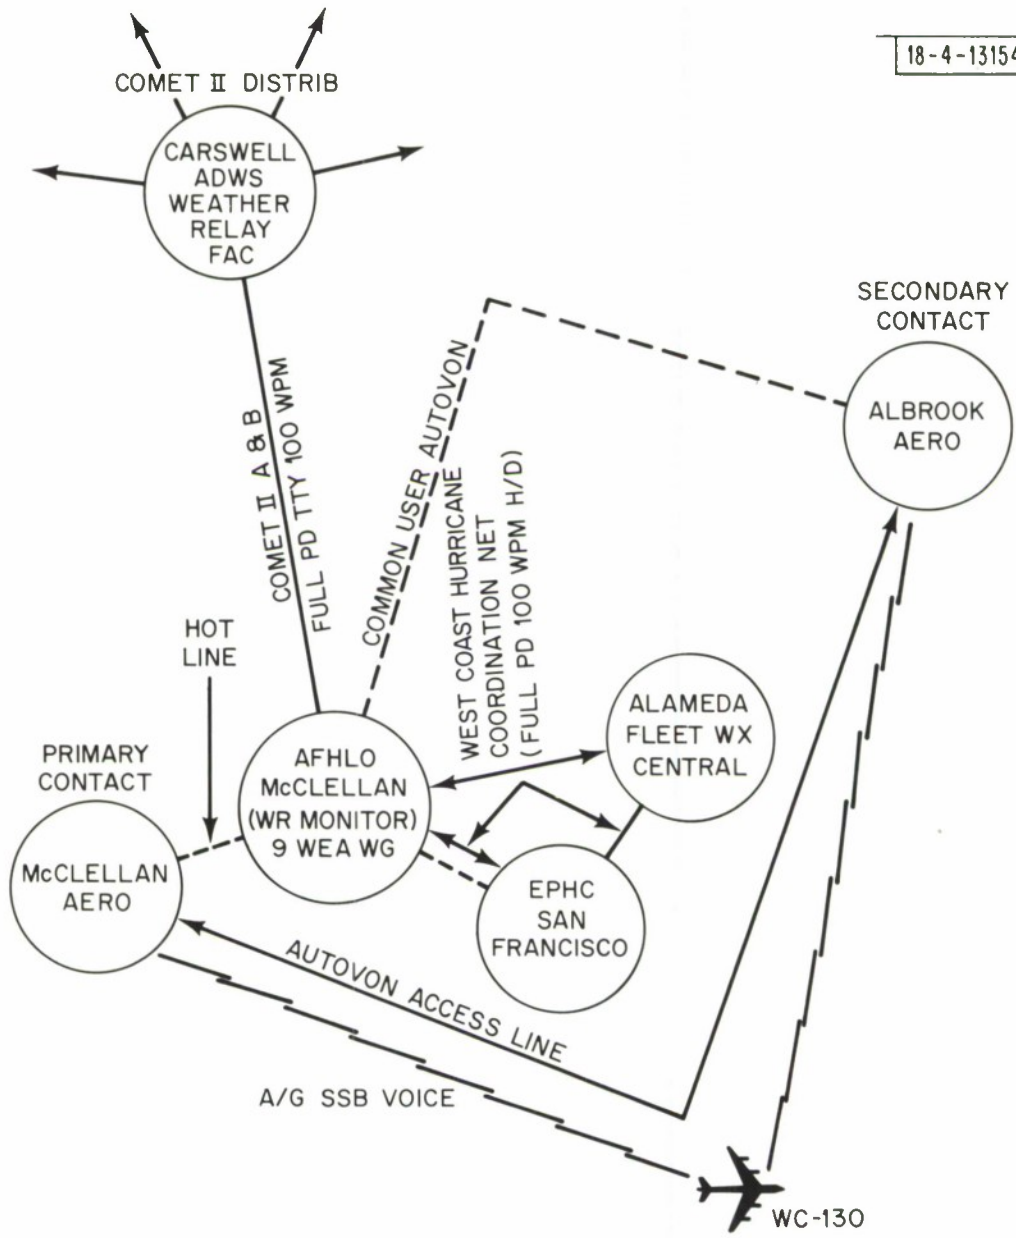 18-4-13154
COMET II DISTRIB
CARSWELL
ADWS
WEATHER
RELAY
FAC
SECONDARY
CONTACT
ALBROOK
AERO
COMET II A & B
FULL PD TTY 100 WPM
COMMON USER AUTOVON
WEST COAST HURRICANE
COORDINATION NET
(FULL PD 100 WPM H/D)
HOT
LINE
ALAMEDA
FLEET WX
CENTRAL
PRIMARY
CONTACT
AFHLO
McCLELLAN
(WR MONITOR)
9 WEA WG
McCLELLAN
AERO
EPHC
SAN
FRANCISCO
AUTOVON ACCESS LINE
A/G SSB VOICE
WC-130